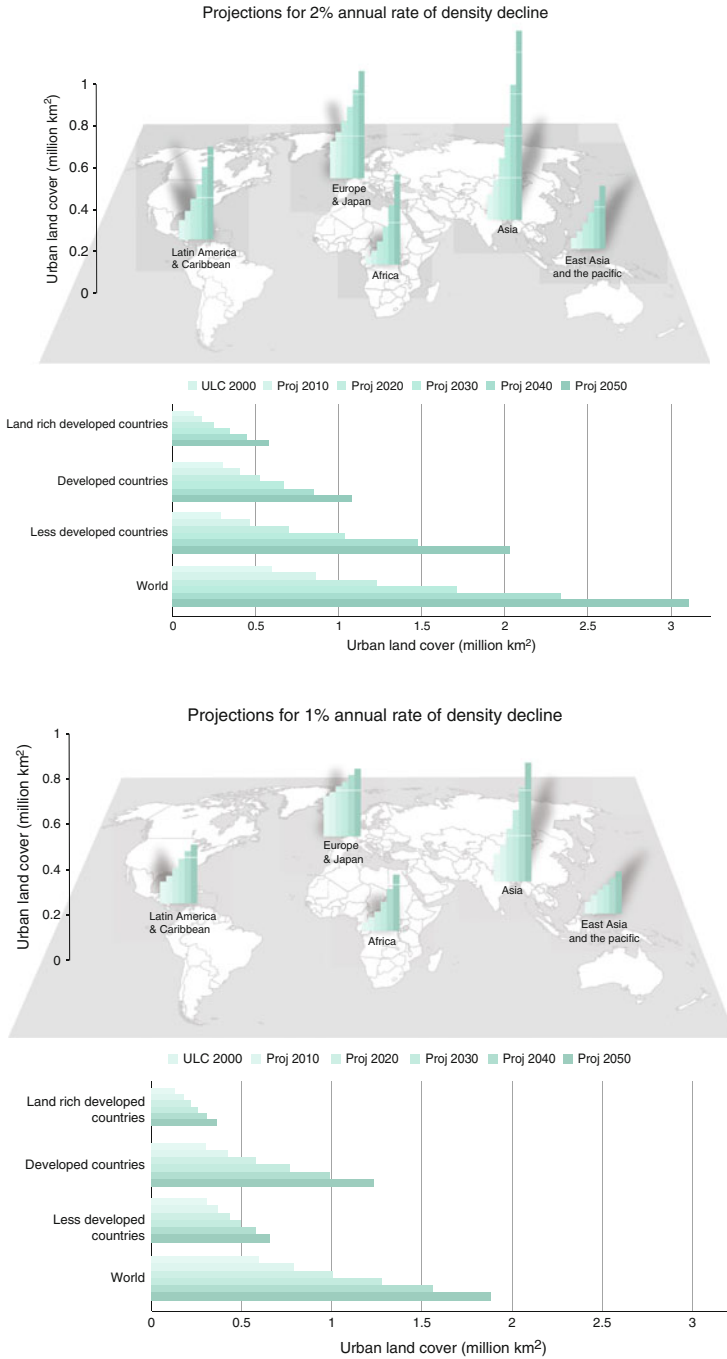 Projections for 2% annual rate of density decline
Urban land cover (million km²)
1
0.8
0.6
0.4
0.2
0
Latin America
& Caribbean
Europe
& Japan
Africa
Asia
East Asia
and the pacific
ULC 2000 Proj 2010 Proj 2020 Proj 2030 Proj 2040 Proj 2050
Land rich developed countries
Developed countries
Less developed countries
World
0 0.5 1 1.5 2 2.5 3
Urban land cover (million km²)
Projections for 1% annual rate of density decline
Urban land cover (million km²)
1
0.8
0.6
0.4
0.2
0
Latin America
& Caribbean
Europe
& Japan
Africa
Asia
East Asia
and the pacific
ULC 2000 Proj 2010 Proj 2020 Proj 2030 Proj 2040 Proj 2050
Land rich developed
countries
Developed countries
Less developed
countries
World
0 0.5 1 1.5 2 2.5 3
Urban land cover (million km²)